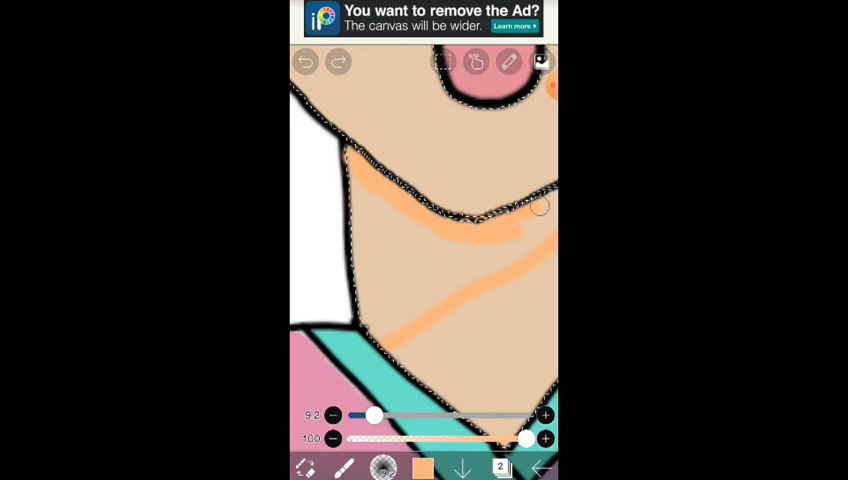 You want to remove the Ad?
The canvas will be wider.
Learn more
9.2
100
2